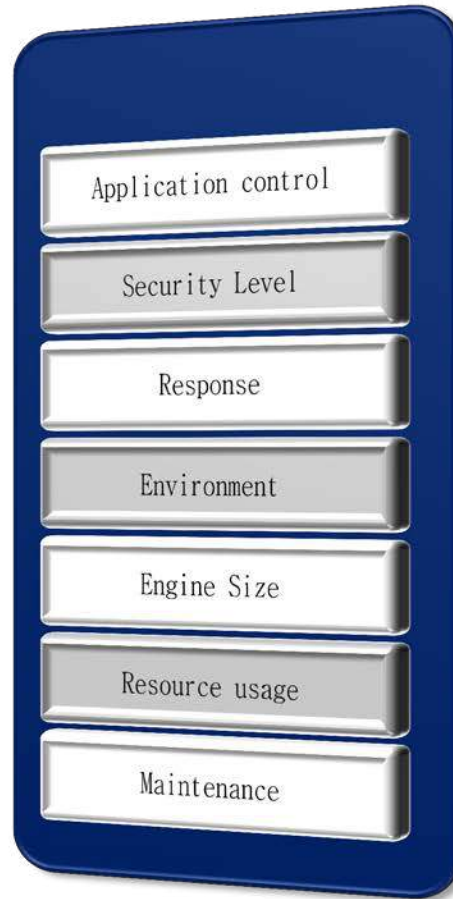 Application control
Security Level
Response
Environment
Engine Size
Resource usage
Maintenance